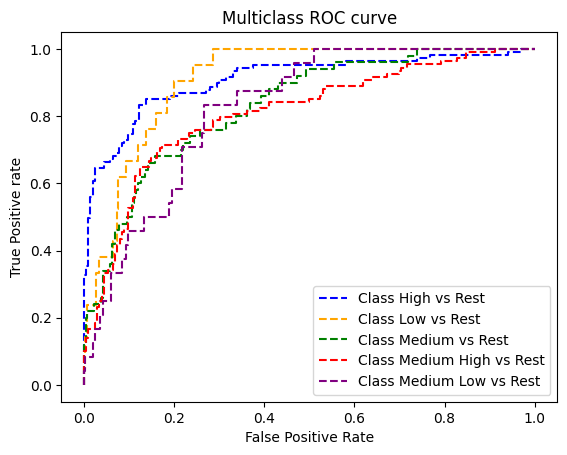 Multiclass ROC curve
True Positive rate
1.0
0.8
0.6
0.4
0.2
0.0
Class High vs Rest
Class Low vs Rest
Class Medium vs Rest
Class Medium High vs Rest
Class Medium Low vs Rest
0.0 0.2 0.4 0.6 0.8 1.0
False Positive Rate